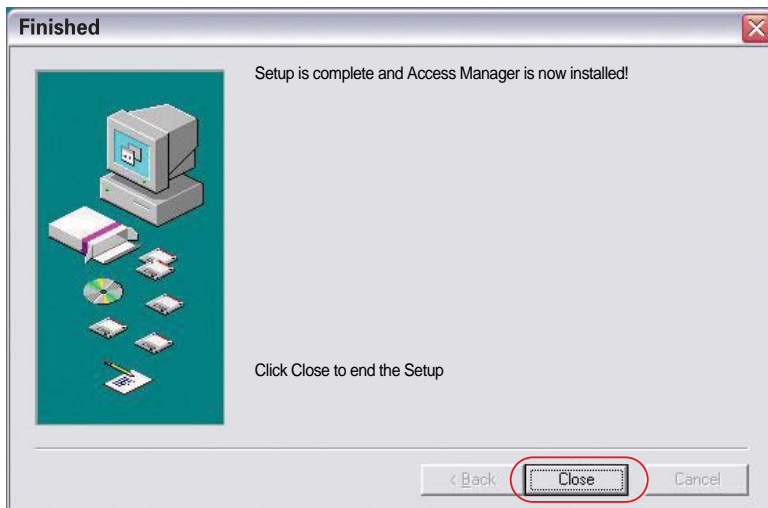 Finished
Setup is complete and Access Manager is now installed!
Click Close to end the Setup
< Back
Close
Cancel